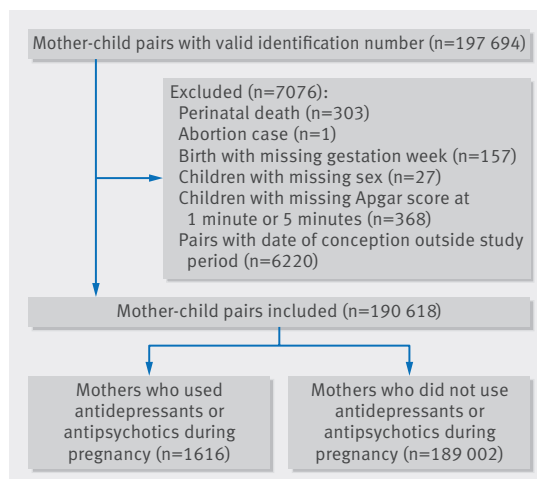 Mother-child pairs with valid identification number (n=197 694)
Excluded (n=7076):
Perinatal death (n=303)
Abortion case (n=1)
Birth with missing gestation week (n=157)
Children with missing sex (n=27)
Children with missing Apgar score at
1 minute or 5 minutes (n=368)
Pairs with date of conception outside study
period (n=6220)
Mother-child pairs included (n=190 618)
Mothers who used
antidepressants or
antipsychotics during
pregnancy (n=1616)
Mothers who did not use
antidepressants or
antipsychotics during
pregnancy (n=189 002)